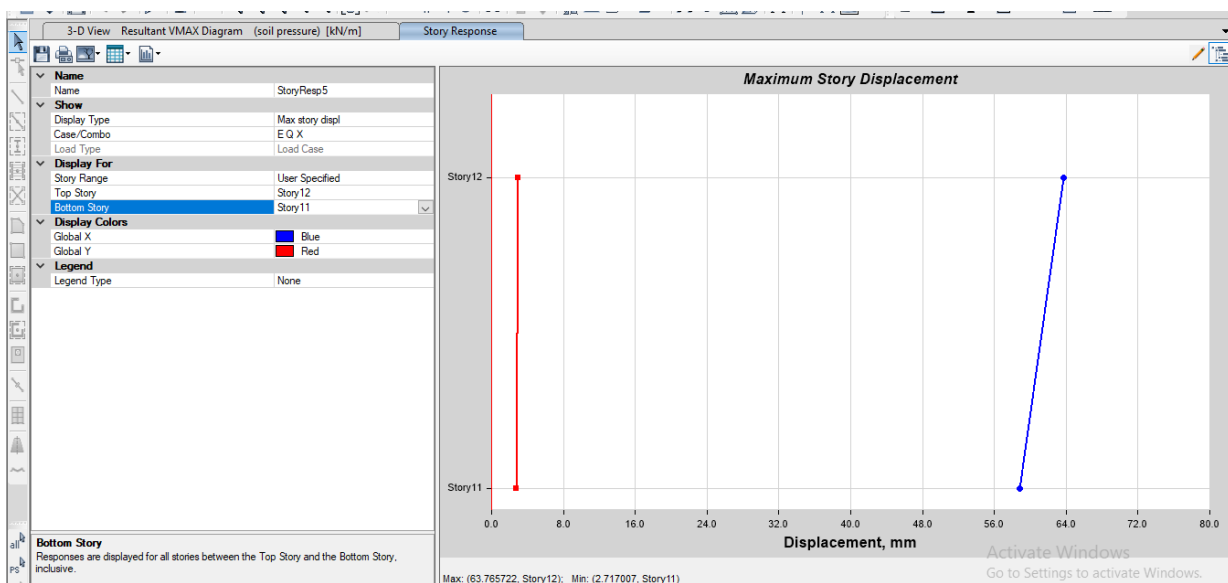 3-D View Resultant VMAX Diagram (soil pressure) [kN/m]
Story Response
Name
Name StoryResp5
Show
Display Type Max story displ
Case/Combo E Q X
Load Type Load Case
Display For
Story Range User Specified
Top Story Story12
Bottom Story Story11
Display Colors
Global X Blue
Global Y Red
Legend
Legend Type None
all
PS
Bottom Story
Responses are displayed for all stories between the Top Story and the Bottom Story,
inclusive.
Maximum Story Displacement
Story12
Story11
0.0 8.0 16.0 24.0 32.0 40.0 48.0 56.0 64.0 72.0 80.0
Displacement, mm
Max: (63.765722, Story12); Min: (2.717007, Story11)
Activate Windows
Go to Settings to activate Windows.